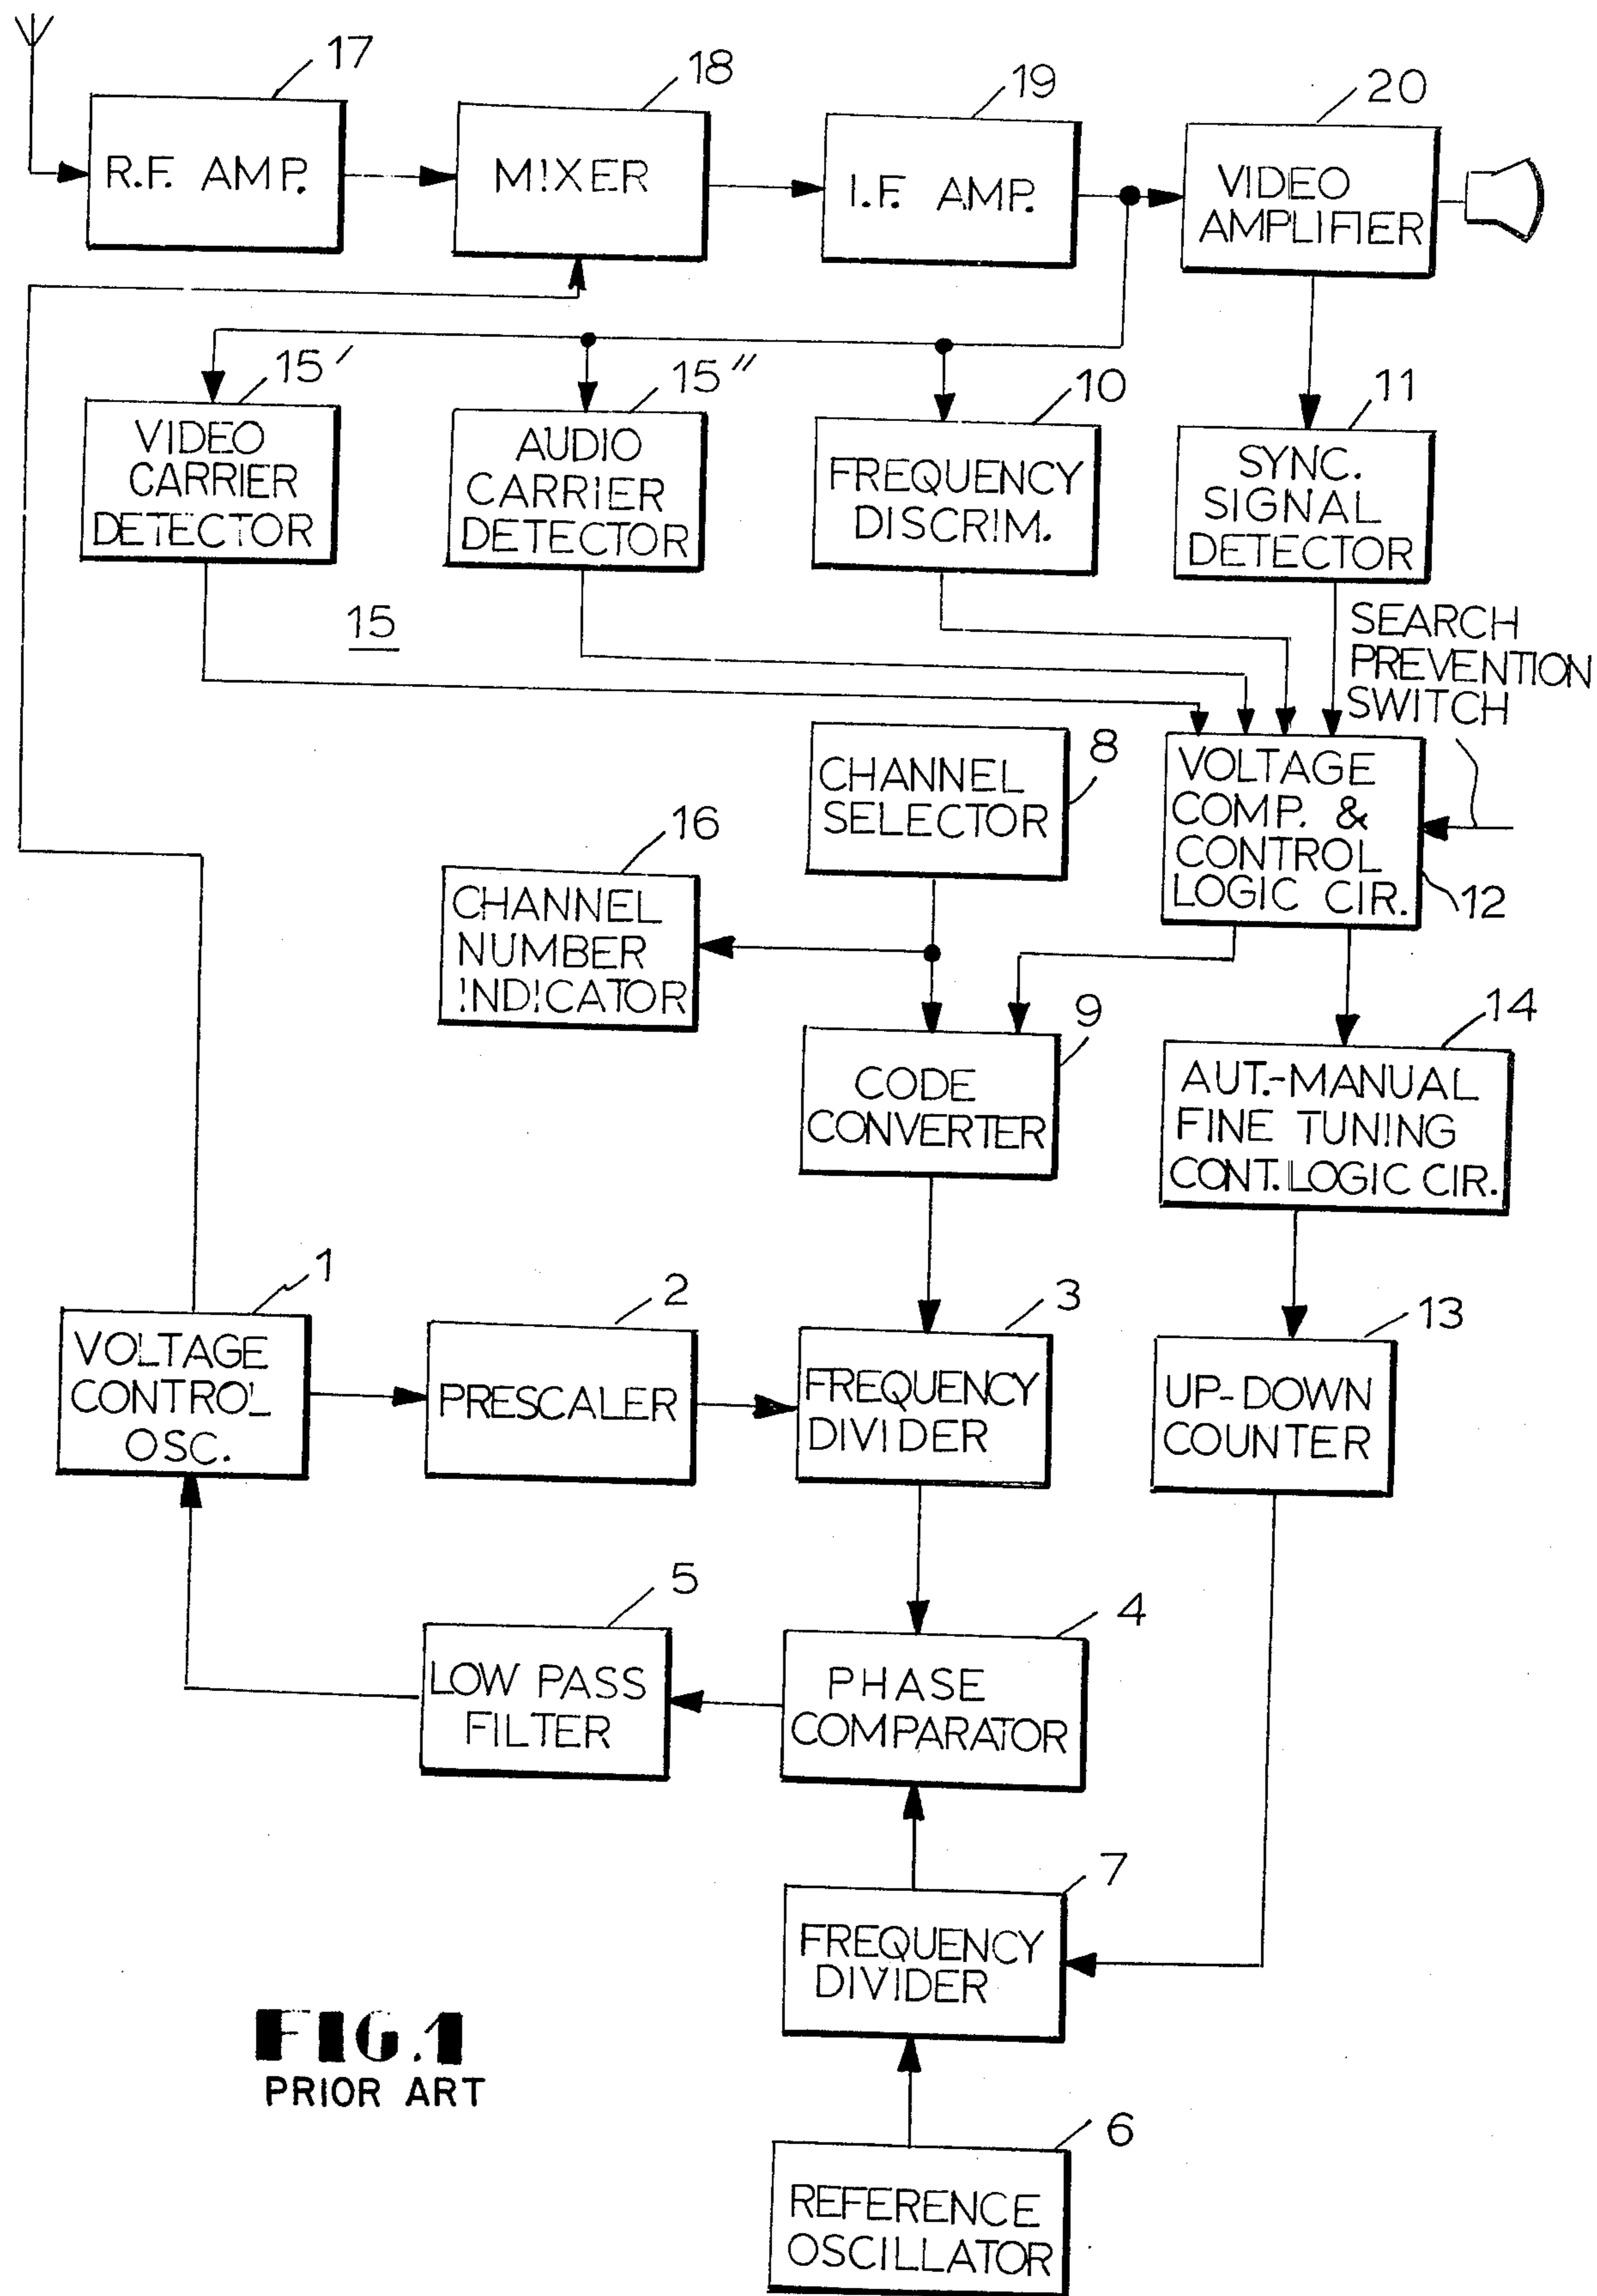 17
18
19
20
R.F. AMP.
MIXER
I.F. AMP.
VIDEO
AMPLIFIER
15'
15"
10
11
VIDEO
CARRIER
DETECTOR
AUDIO
CARRIER
DETECTOR
FREQUENCY
DISCRIM.
SYNC.
SIGNAL
DETECTOR
15
SEARCH
PREVENTION
SWITCH
8
CHANNEL
SELECTOR
VOLTAGE
COMP. &
CONTROL
LOGIC CIR.
12
16
CHANNEL
NUMBER
INDICATOR
9
CODE
CONVERTER
14
AUT.-MANUAL
FINE TUNING
CONT. LOGIC CIR.
1
VOLTAGE
CONTROL
OSC.
2
PRESCALER
3
FREQUENCY
DIVIDER
13
UP-DOWN
COUNTER
5
LOW PASS
FILTER
4
PHASE
COMPARATOR
7
FREQUENCY
DIVIDER
FIG.1
PRIOR ART
6
REFERENCE
OSCILLATOR